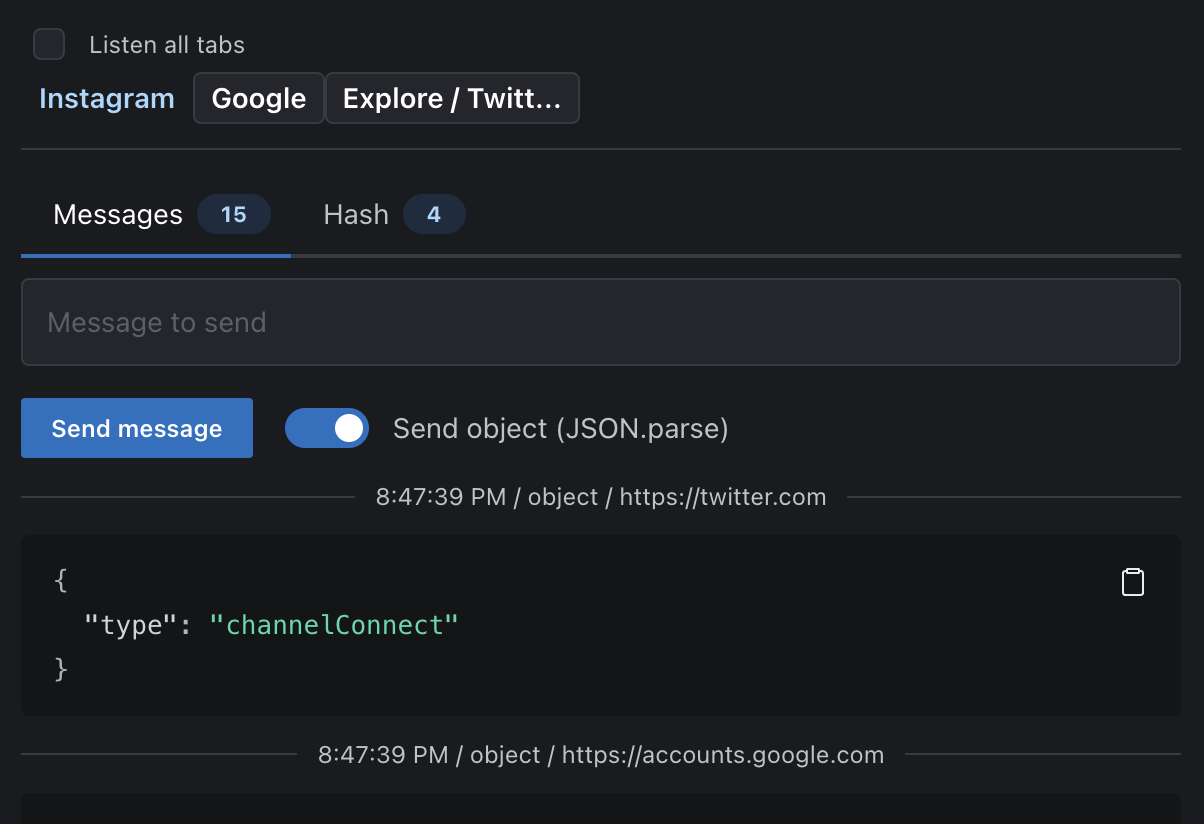 Listen all tabs
Instagram Google Explore / Twitt...
Messages 15 Hash 4
Message to send
Send message Send object (JSON.parse)
8:47:39 PM / object / https://twitter.com
{
"type": "channelConnect"
}
8:47:39 PM / object / https://accounts.google.com